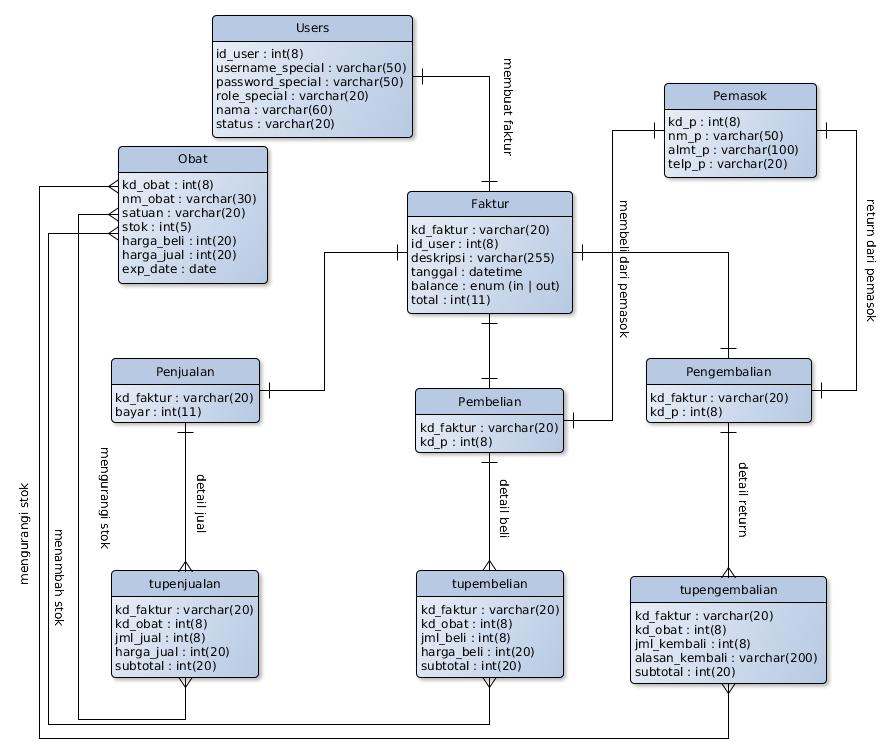 Users
id_user : int(8)
username_special : varchar(50)
password_special : varchar(50)
role_special : varchar(20)
nama : varchar(60)
status : varchar(20)
membuat faktur
Pemasok
kd_p : int(8)
nm_p : varchar(50)
almt_p : varchar(100)
telp_p : varchar(20)
Obat
kd_obat : int(8)
nm_obat : varchar(30)
satuan : varchar(20)
stok : int(5)
harga_beli : int(20)
harga_jual : int(20)
exp_date : date
Faktur
kd_faktur : varchar(20)
id_user : int(8)
deskripsi : varchar(255)
tanggal : datetime
balance : enum (in | out)
total : int(11)
membeli dari pemasok
return dari pemasok
Penjualan
kd_faktur : varchar(20)
bayar : int(11)
Pembelian
kd_faktur : varchar(20)
kd_p : int(8)
Pengembalian
kd_faktur : varchar(20)
kd_p : int(8)
mengurangi stok
menambah stok
mengurangi stok
detail jual
detail beli
detail return
tupenjualan
kd_faktur : varchar(20)
kd_obat : int(8)
jml_jual : int(8)
harga_jual : int(20)
subtotal : int(20)
tupembelian
kd_faktur : varchar(20)
kd_obat : int(8)
jml_beli : int(8)
harga_beli : int(20)
subtotal : int(20)
tupengembalian
kd_faktur : varchar(20)
kd_obat : int(8)
jml_kembali : int(8)
alasan_kembali : varchar(200)
subtotal : int(20)